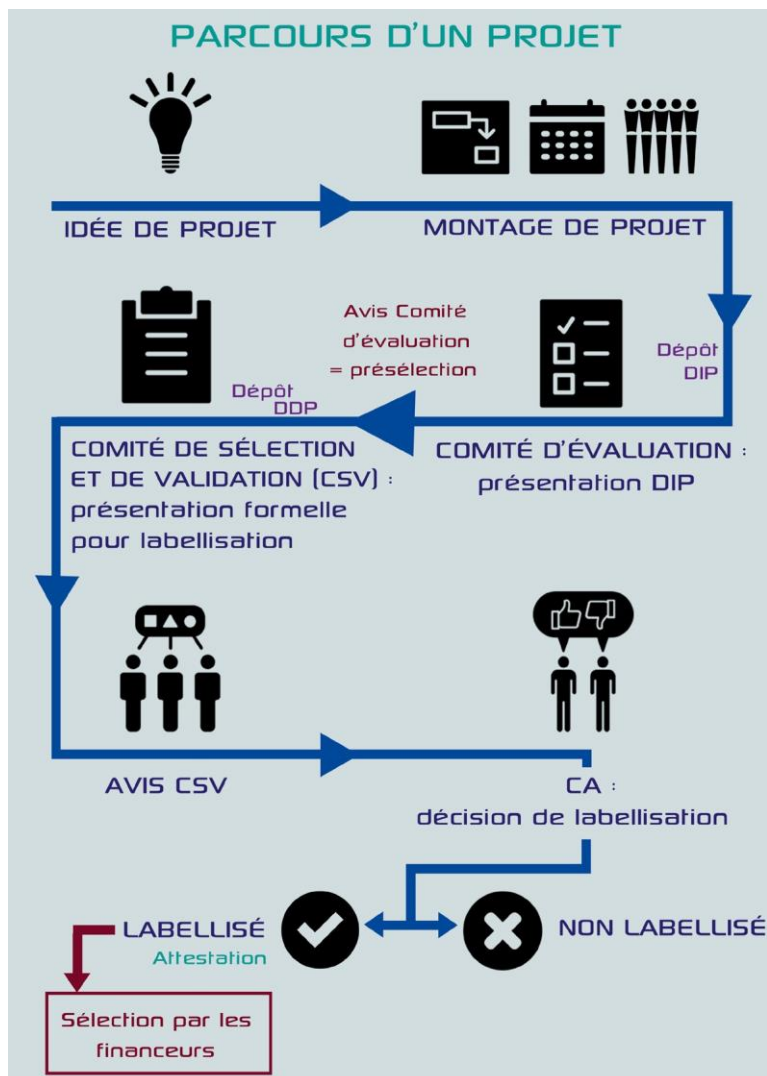 PARCOURS D'UN PROJET
IDÉE DE PROJET
MONTAGE DE PROJET
Dépôt
DIP
COMITÉ D'ÉVALUATION :
présentation DIP
Avis Comité
d'évaluation
= présélection
Dépôt
DDP
COMITÉ DE SÉLECTION
ET DE VALIDATION (CSV) :
présentation formelle
pour labellisation
AVIS CSV
CA :
décision de labellisation
LABELLISÉ
Attestation
NON LABELLISÉ
Sélection par les
financeurs